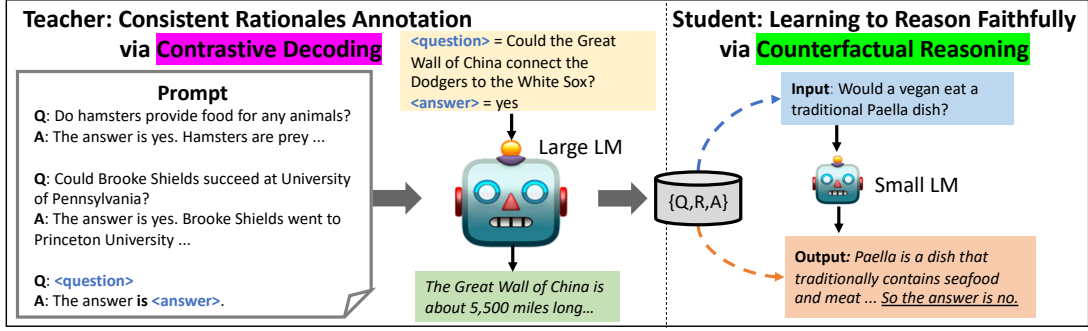 Teacher: Consistent Rationales Annotation
via Contrastive Decoding
Prompt
Q: Do hamsters provide food for any animals?
A: The answer is yes. Hamsters are prey ...
Q: Could Brooke Shields succeed at University
of Pennsylvania?
A: The answer is yes. Brooke Shields went to
Princeton University ...
Q: <question>
A: The answer is <answer>.
<question> = Could the Great
Wall of China connect the
Dodgers to the White Sox?
<answer> = yes
Large LM
The Great Wall of China is
about 5,500 miles long…
{Q,R,A}
Student: Learning to Reason Faithfully
via Counterfactual Reasoning
Input: Would a vegan eat a
traditional Paella dish?
Small LM
Output: Paella is a dish that
traditionally contains seafood
and meat ... So the answer is no.